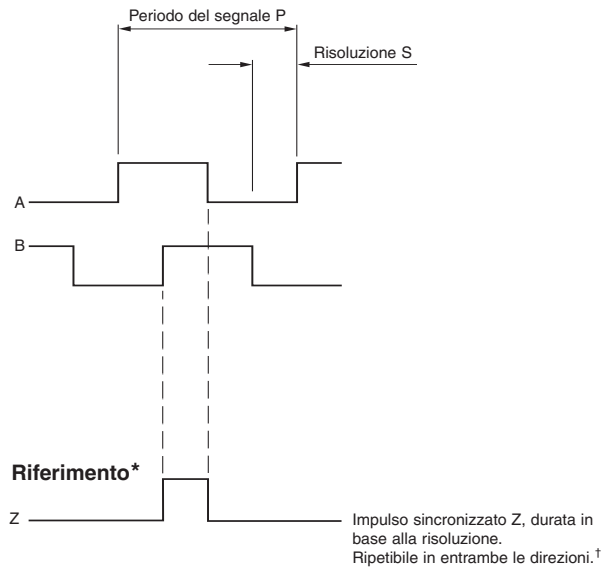 Periodo del segnale P
Risoluzione S
A
B
Riferimento*
Z
Impulso sincronizzato Z, durata in
base alla risoluzione.
Ripetibile in entrambe le direzioni.†